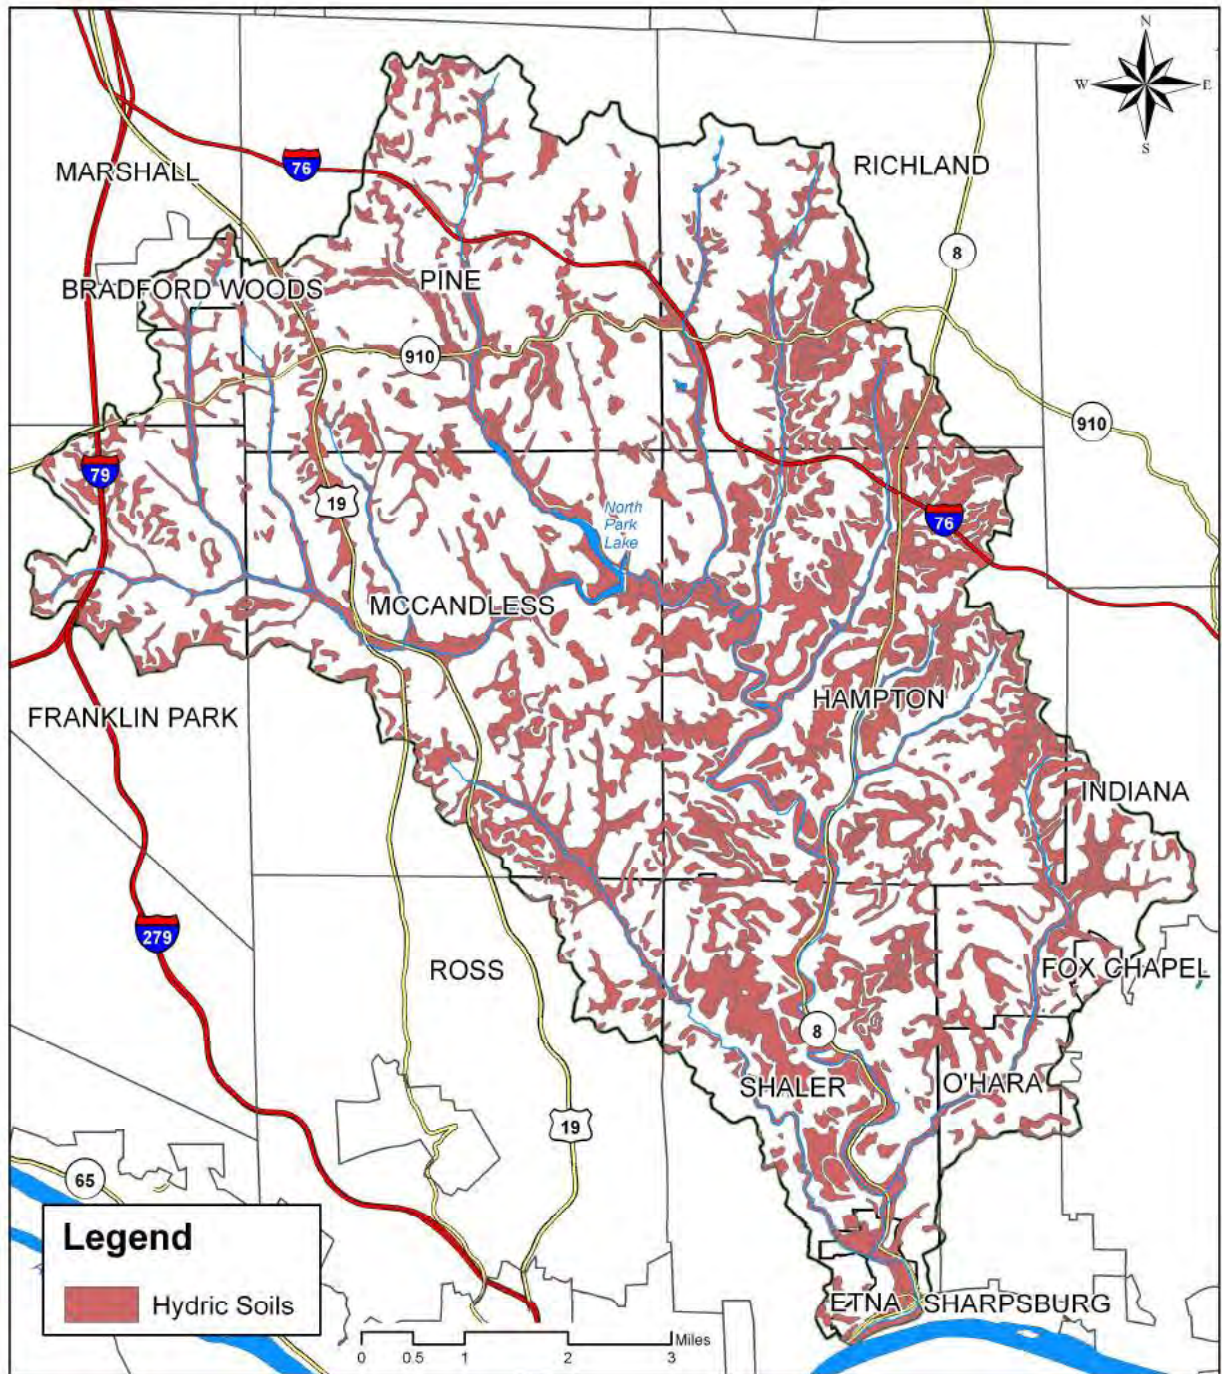 N
W
E
S
MARSHALL
76
RICHLAND
8
BRADFORD WOODS
PINE
910
910
79
19
North
Park
Lake
76
MCCANDLESS
HAMPTON
FRANKLIN PARK
INDIANA
279
ROSS
FOX CHAPEL
8
SHALER
O'HARA
19
65
Legend
Hydric Soils
ETNA
SHARPSBURG
Miles
0 0.5 1 2 3